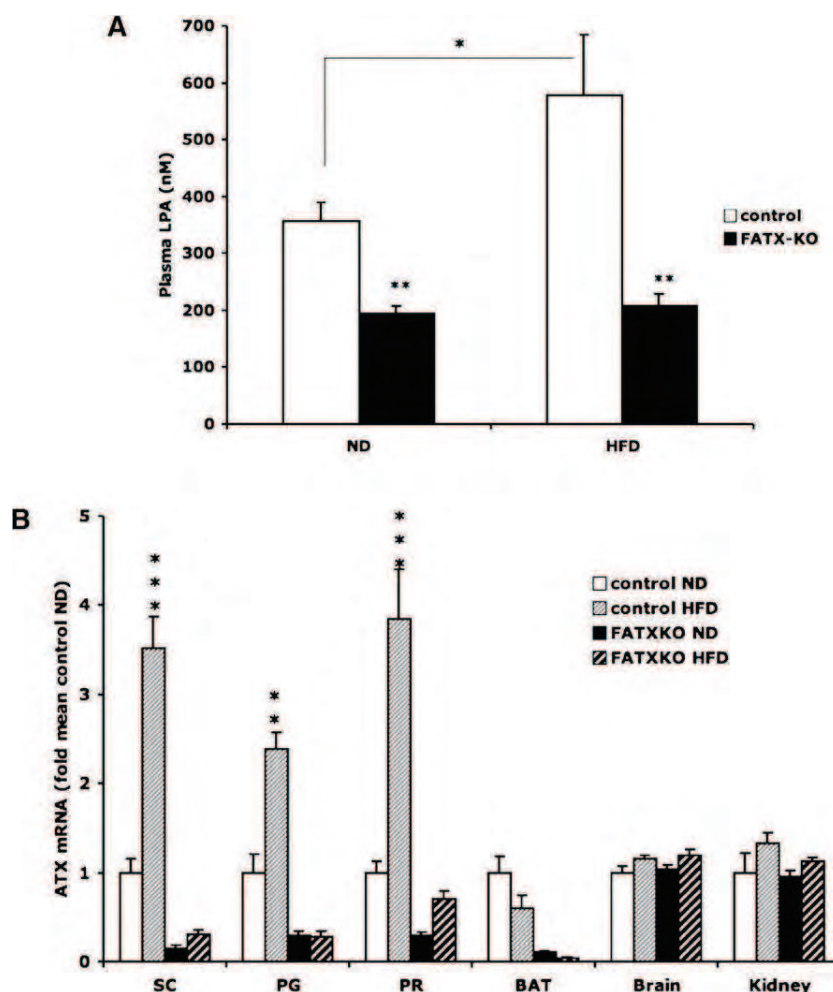 A
700
600
500
400
300
200
100
0
Plasma LPA (nM)
*
**
**
control
FATX-KO
ND HFD
B
5
4
3
2
1
0
ATX mRNA (fold mean control ND)
***
**
***
control ND
control HFD
FATXKO ND
FATXKO HFD
SC PG PR BAT Brain Kidney